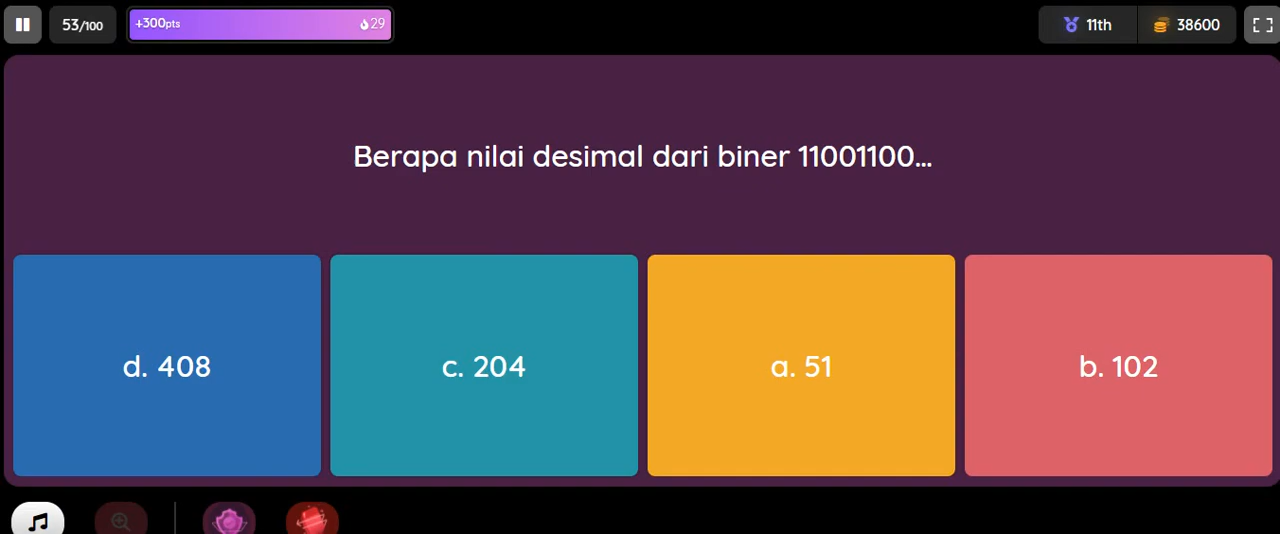 53/100
+300pts
29
11th
38600
Berapa nilai desimal dari biner 11001100...
d. 408
c. 204
a. 51
b. 102